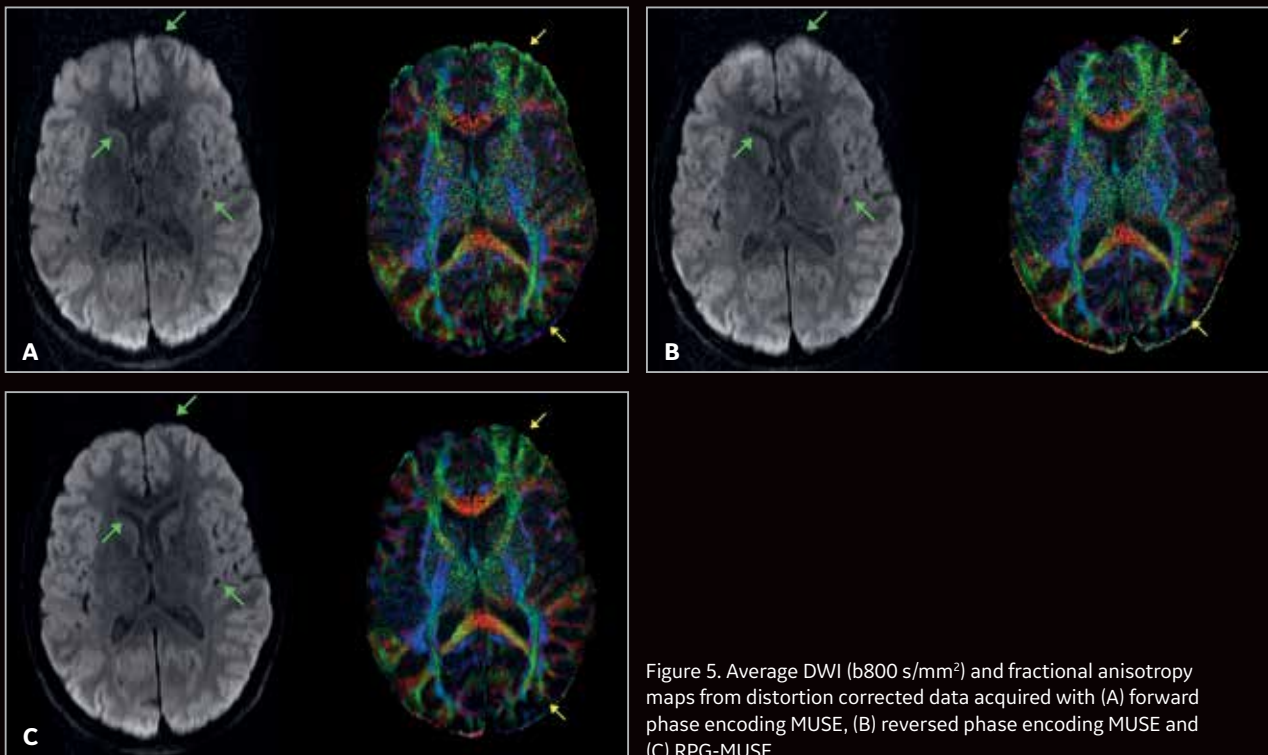 A
B
C
Figure 5. Average DWI (b800 s/mm²) and fractional anisotropy
maps from distortion corrected data acquired with (A) forward
phase encoding MUSE, (B) reversed phase encoding MUSE and
(C) RPG-MUSE